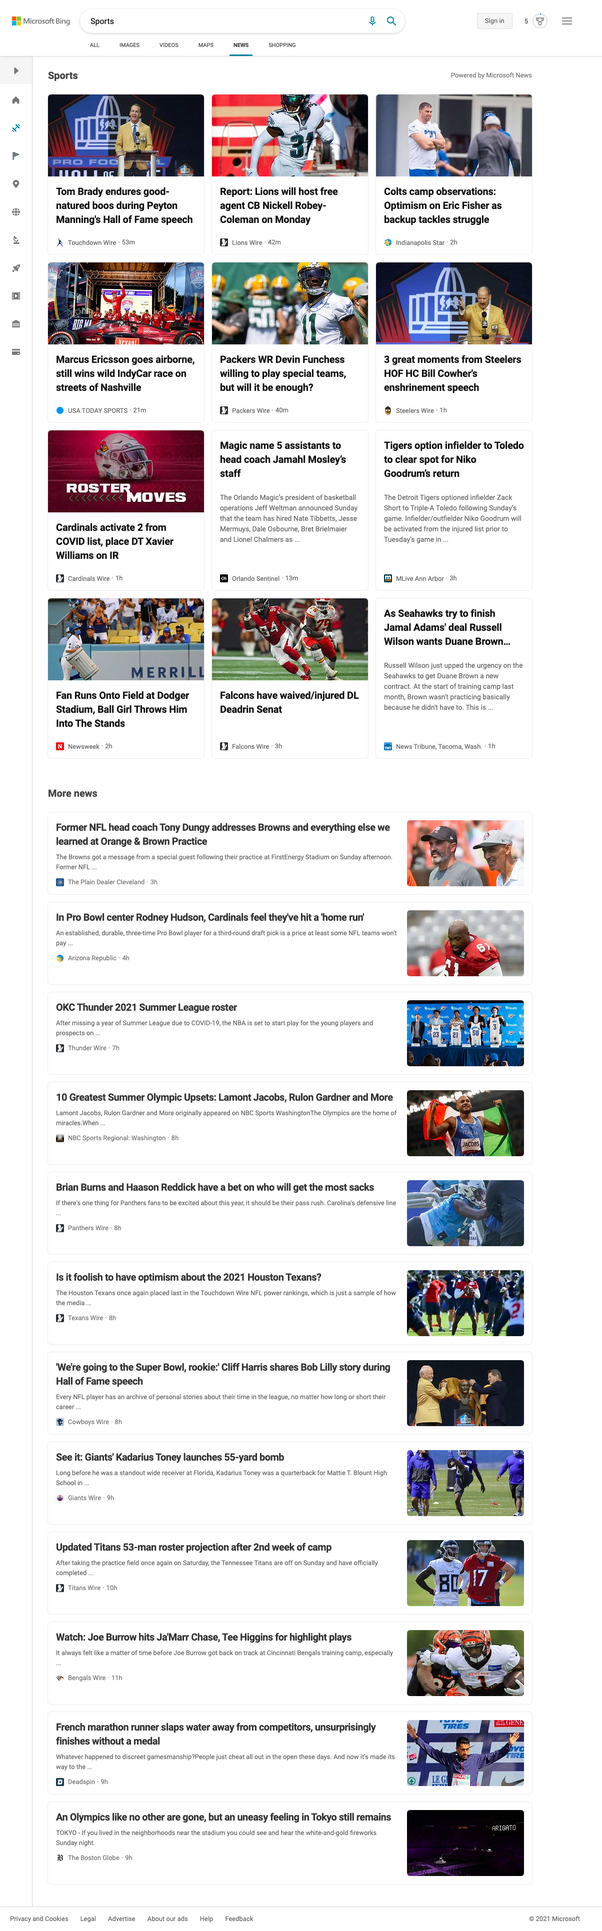 Microsoft Bing
Sports
Sign in
5
ALL
IMAGES
VIDEOS
MAPS
NEWS
SHOPPING
Sports
Powered by Microsoft News
Tom Brady endures good-
natured boos during Peyton
Manning's Hall of Fame speech
Touchdown Wire · 53m
Report: Lions will host free
agent CB Nickell Robey-
Coleman on Monday
Lions Wire · 42m
Colts camp observations:
Optimism on Eric Fisher as
backup tackles struggle
Indianapolis Star · 2h
Marcus Ericsson goes airborne,
still wins wild IndyCar race on
streets of Nashville
USA TODAY SPORTS · 21m
Packers WR Devin Funchess
willing to play special teams,
but will it be enough?
Packers Wire · 40m
3 great moments from Steelers
HOF HC Bill Cowher's
enshrinement speech
Steelers Wire · 1h
ROSTER
MOVES
Cardinals activate 2 from
COVID list, place DT Xavier
Williams on IR
Cardinals Wire · 1h
Magic name 5 assistants to
head coach Jamahl Mosley's
staff
The Orlando Magic's president of basketball
operations Jeff Weltman announced Sunday
that the team has hired Nate Tibbetts, Jesse
Mermuys, Dale Osbourne, Bret Brielmaier
and Lionel Chalmers as ...
Orlando Sentinel · 13m
Tigers option infielder to Toledo
to clear spot for Niko
Goodrum's return
The Detroit Tigers optioned infielder Zack
Short to Triple-A Toledo following Sunday's
game. Infielder/outfielder Niko Goodrum will
be activated from the injured list prior to
Tuesday's game in ...
MLive Ann Arbor · 3h
MERRILL
Fan Runs Onto Field at Dodger
Stadium, Ball Girl Throws Him
Into The Stands
Newsweek · 2h
Falcons have waived/injured DL
Deadrin Senat
Falcons Wire · 3h
As Seahawks try to finish
Jamal Adams' deal Russell
Wilson wants Duane Brown...
Russell Wilson just upped the urgency on the
Seahawks to get Duane Brown a new
contract. At the start of training camp last
month, Brown wasn't practicing basically
because he didn't have to. This is ...
News Tribune, Tacoma, Wash. · 1h
More news
Former NFL head coach Tony Dungy addresses Browns and everything else we
learned at Orange & Brown Practice
The Browns got a message from a special guest following their practice at FirstEnergy Stadium on Sunday afternoon.
Former NFL ...
The Plain Dealer Cleveland · 3h
In Pro Bowl center Rodney Hudson, Cardinals feel they've hit a 'home run'
An established, durable, three-time Pro Bowl player for a third-round draft pick is a price at least some NFL teams won't
pay ...
Arizona Republic · 4h
OKC Thunder 2021 Summer League roster
After missing a year of Summer League due to COVID-19, the NBA is set to start play for the young players and
prospects on ...
Thunder Wire · 7h
10 Greatest Summer Olympic Upsets: Lamont Jacobs, Rulon Gardner and More
Lamont Jacobs, Rulon Gardner and More originally appeared on NBC Sports WashingtonThe Olympics are the home of
miracles.When ...
NBC Sports Regional: Washington · 8h
Brian Burns and Haason Reddick have a bet on who will get the most sacks
If there's one thing for Panthers fans to be excited about this year, it should be their pass rush. Carolina's defensive line
...
Panthers Wire · 8h
Is it foolish to have optimism about the 2021 Houston Texans?
The Houston Texans once again placed last in the Touchdown Wire NFL power rankings, which is just a sample of how
the media ...
Texans Wire · 8h
'We're going to the Super Bowl, rookie:' Cliff Harris shares Bob Lilly story during
Hall of Fame speech
Every NFL player has an archive of personal stories about their time in the league, no matter how long or short their
career ...
Cowboys Wire · 8h
See it: Giants' Kadarius Toney launches 55-yard bomb
Long before he was a standout wide receiver at Florida, Kadarius Toney was a quarterback for Mattie T. Blount High
School in ...
Giants Wire · 9h
Updated Titans 53-man roster projection after 2nd week of camp
After taking the practice field once again on Saturday, the Tennessee Titans are off on Sunday and have officially
completed ...
Titans Wire · 10h
80
17
Watch: Joe Burrow hits Ja'Marr Chase, Tee Higgins for highlight plays
It always felt like a matter of time before Joe Burrow got back on track at Cincinnati Bengals training camp, especially
...
Bengals Wire · 11h
French marathon runner slaps water away from competitors, unsurprisingly
finishes without a medal
Whatever happened to discreet gamesmanship?People just cheat all out in the open these days. And now it's made its
way to the ...
Deadspin · 9h
An Olympics like no other are gone, but an uneasy feeling in Tokyo still remains
TOKYO - If you lived in the neighborhoods near the stadium you could see and hear the white-and-gold fireworks
Sunday night.
The Boston Globe · 9h
ARIGATO
Privacy and Cookies
Legal
Advertise
About our ads
Help
Feedback
© 2021 Microsoft